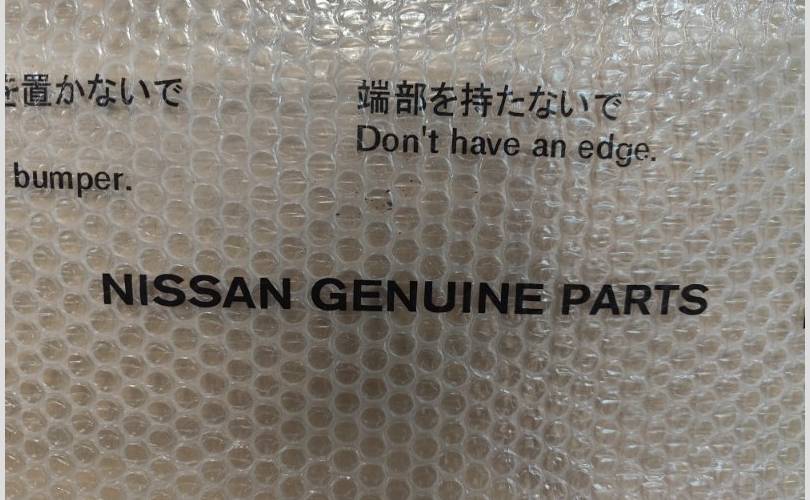 を置かないで
bumper.
端部を持たないで
Don't have an edge.
NISSAN GENUINE PARTS